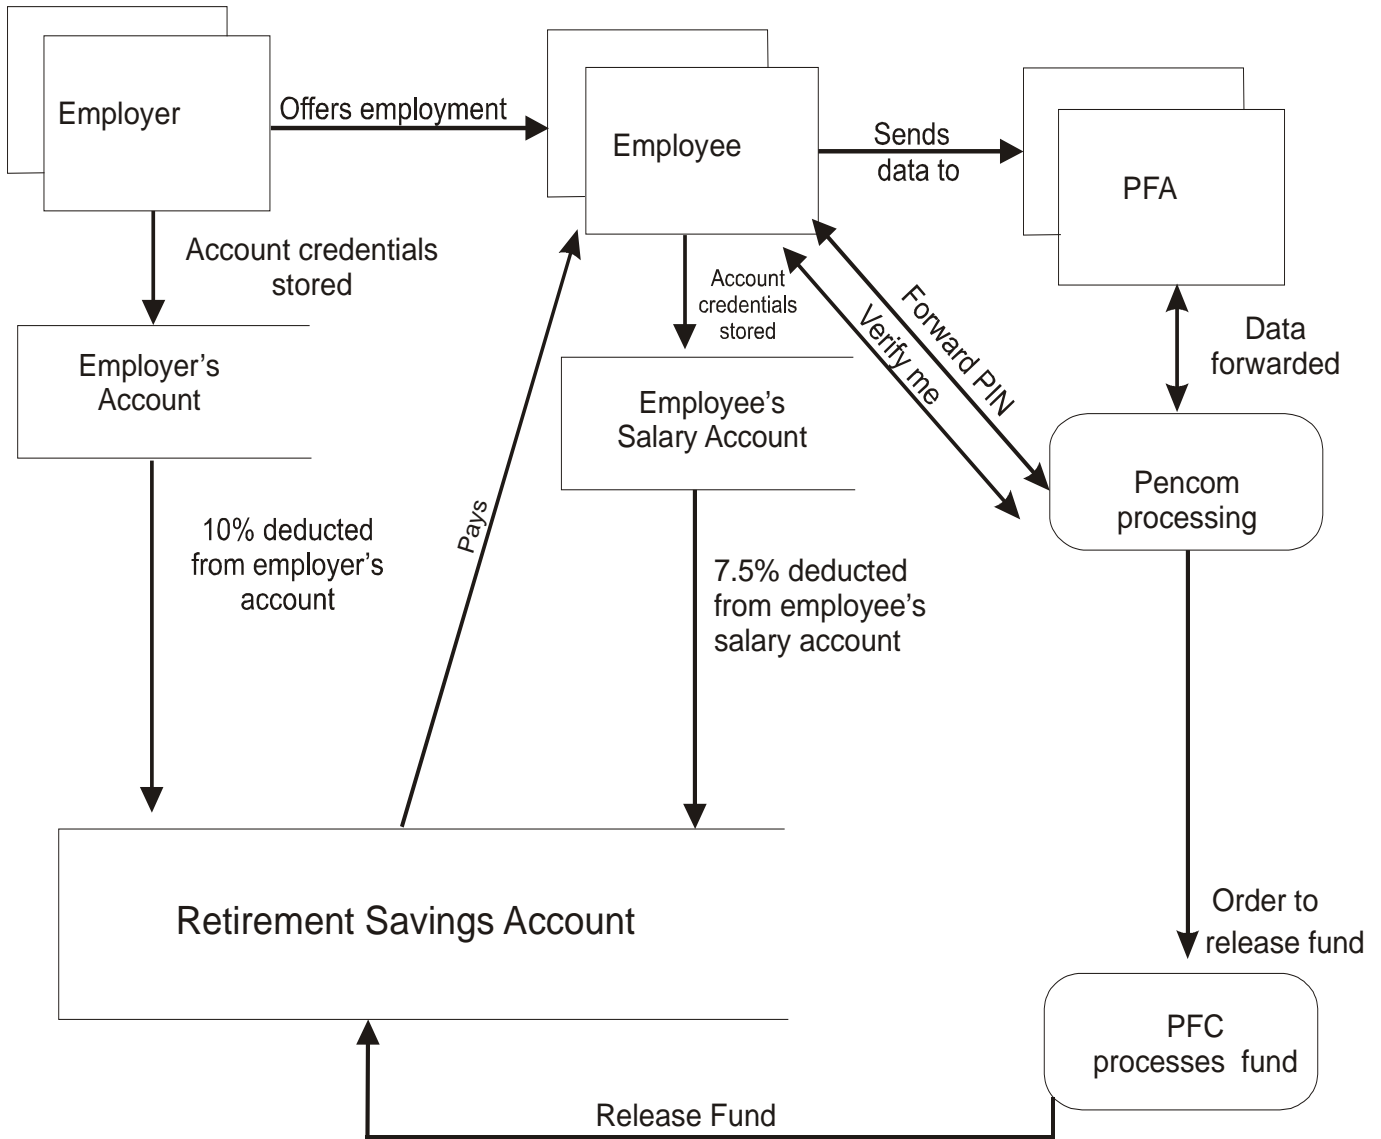 Employer
Offers employment
Employee
Sends
data to
PFA
Account credentials
stored
Account
credentials
stored
Forward PIN
Verify me
Data
forwarded
Employer’s
Account
Employee’s
Salary Account
Pencom
processing
10% deducted
from employer’s
account
Pays
7.5% deducted
from employee’s
salary account
Retirement Savings Account
Order to
release fund
PFC
processes fund
Release Fund